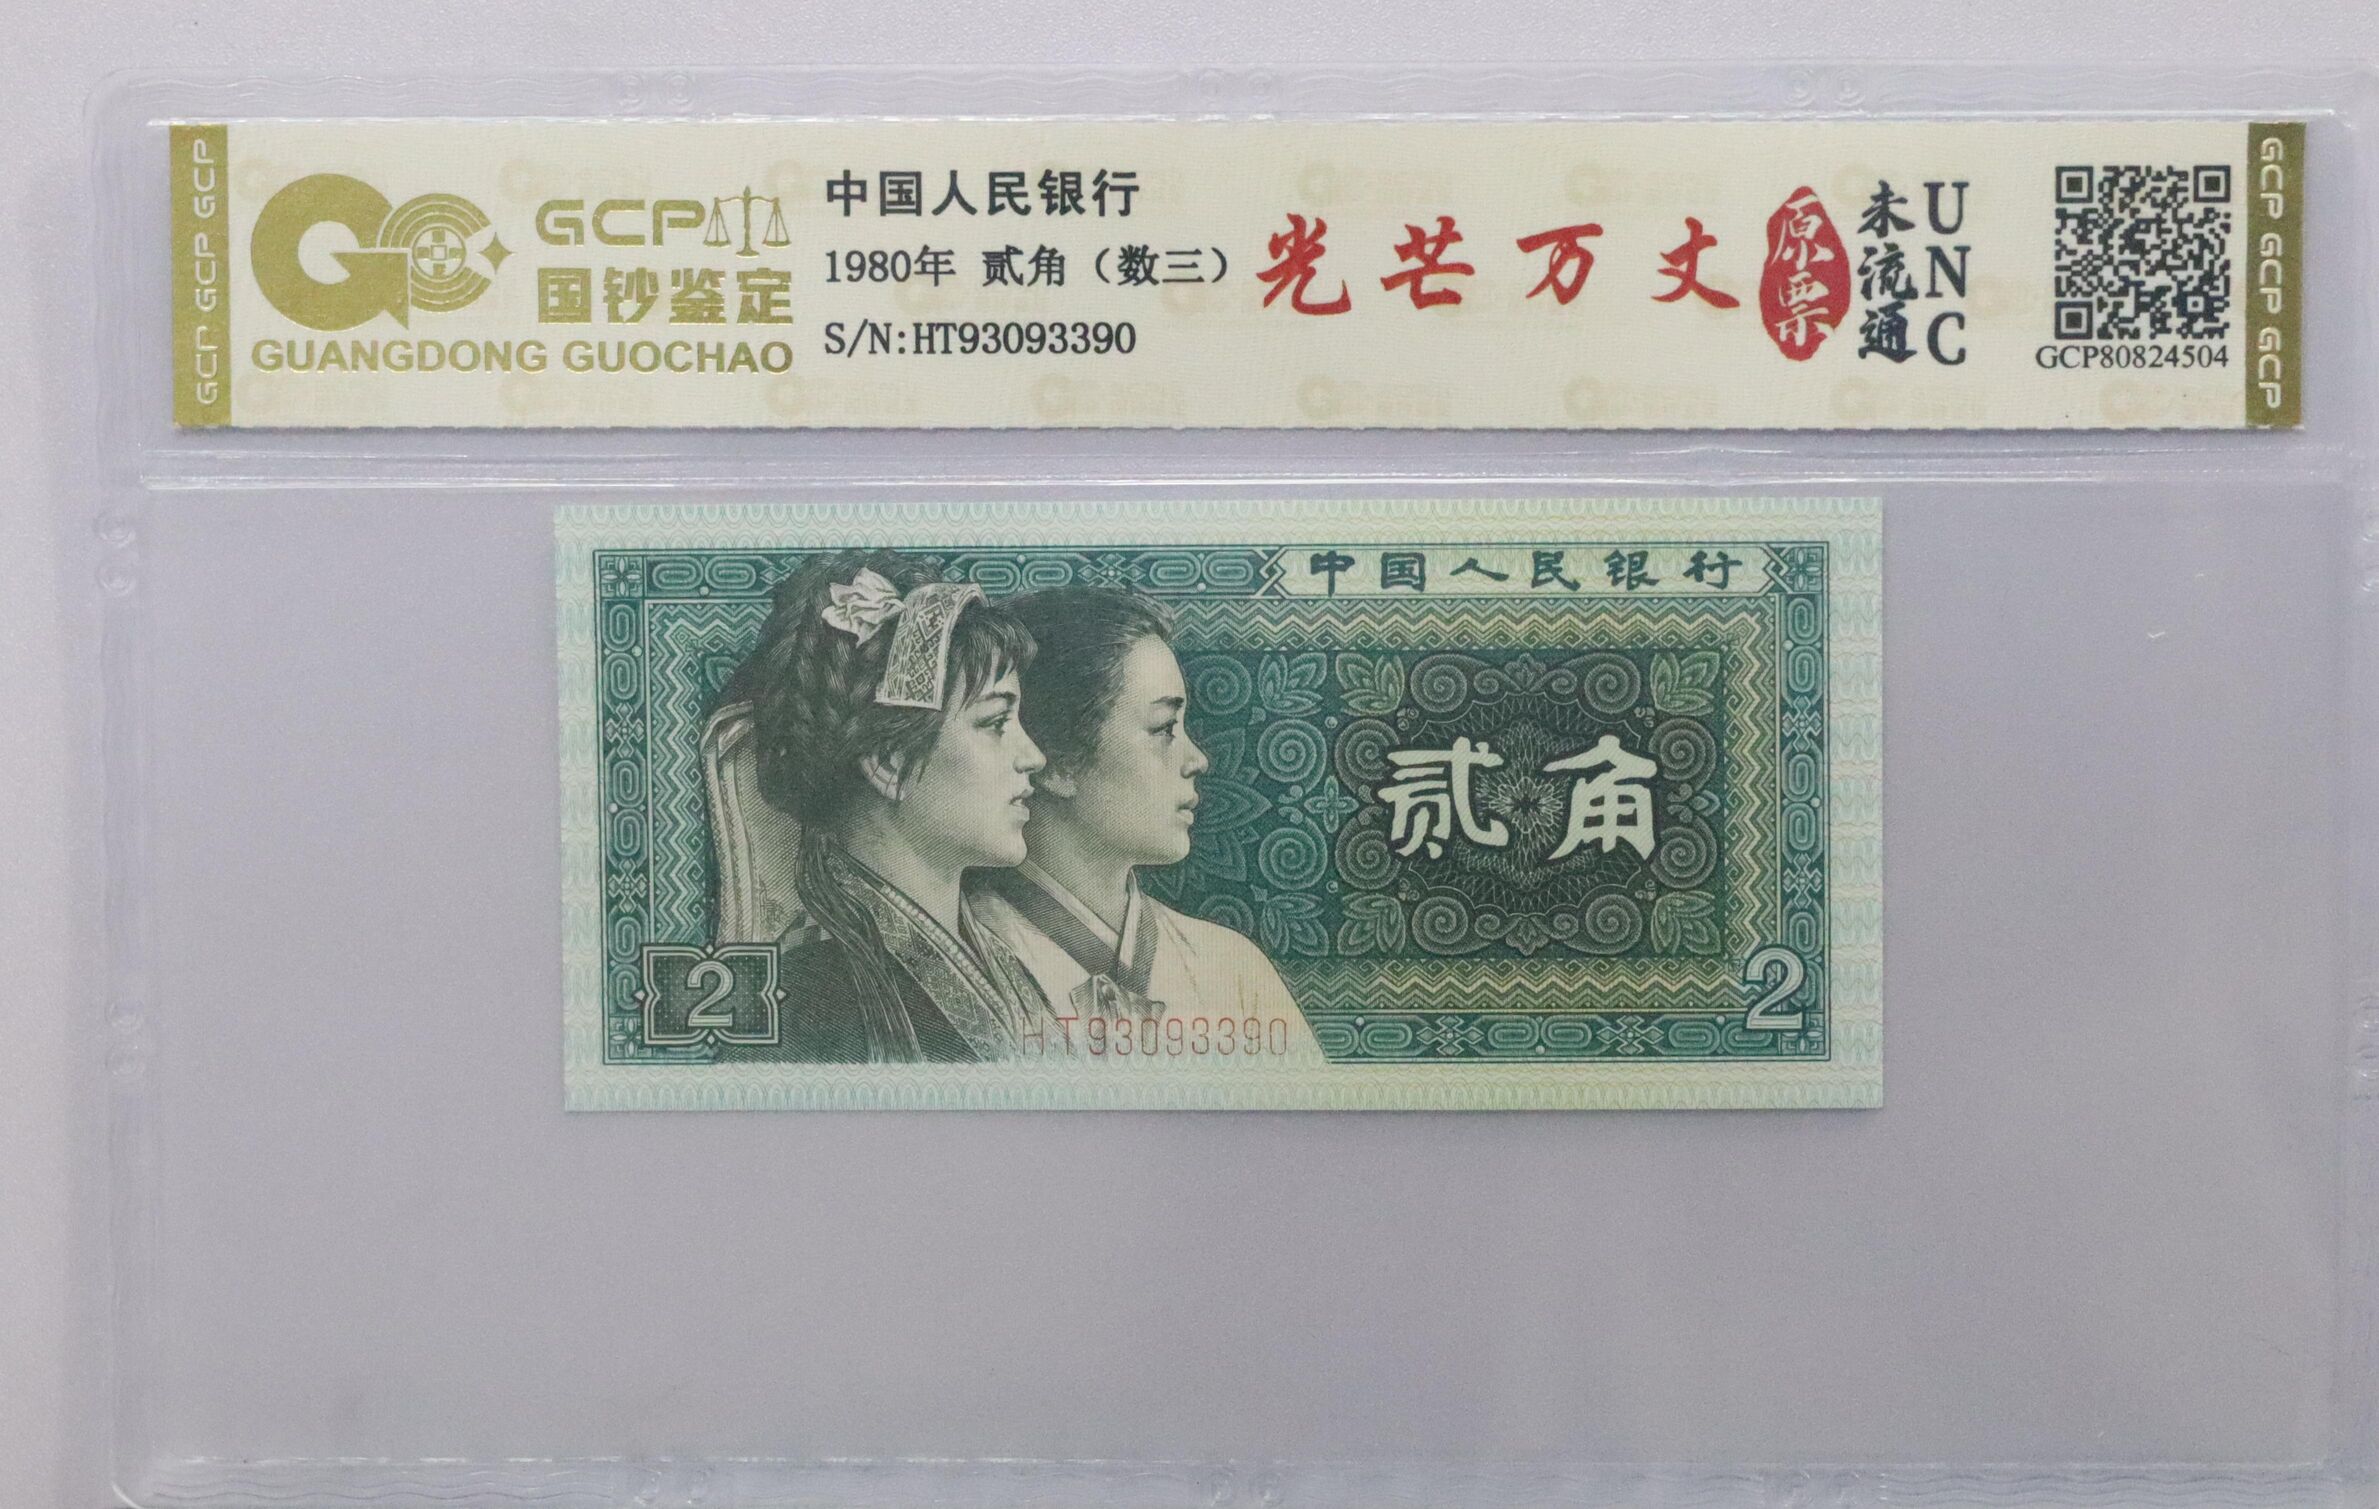 GCP GCP GCP
GCP
国钞鉴定
GUANGDONG GUOCHAO
中国人民银行
1980年 贰角（数三）
S/N:HT93093390
光芒万丈
原票
未流通
UNC
GCP80824504
GCP GCP GCP
中国人民银行
贰角
2
2
HT93093390